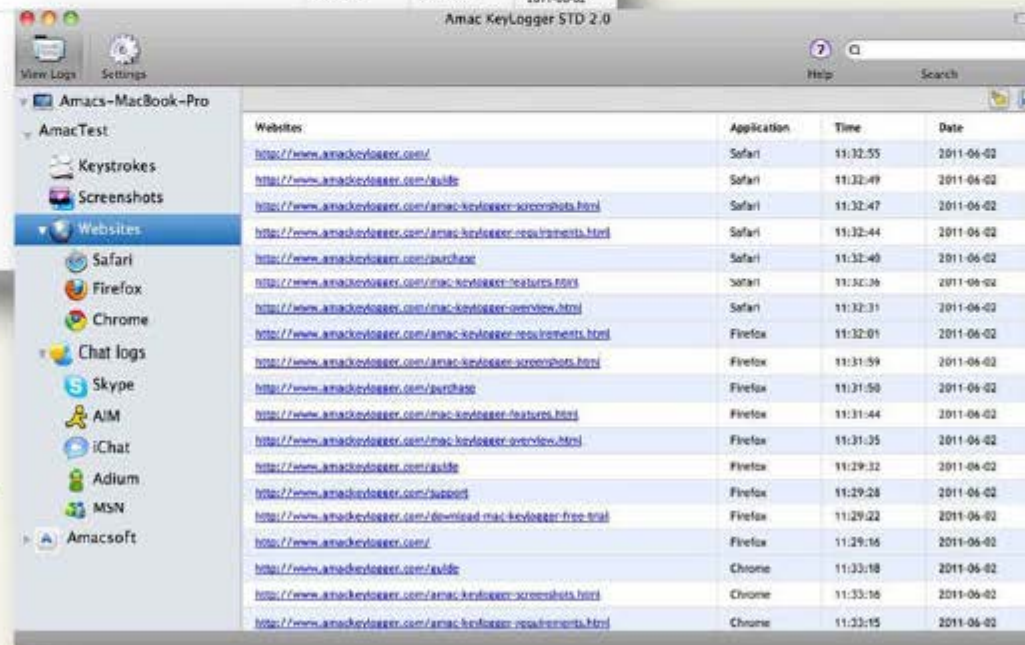 2011-06-02
Amac KeyLogger STD 2.0
View Logs Settings Help Search
Amacs-MacBook-Pro
AmacTest
Keystrokes
Screenshots
Websites
Safari
Firefox
Chrome
Chat logs
Skype
AIM
iChat
Adium
MSN
Amacsoft
Websites Application Time Date
http://www.amackeylogger.com/ Safari 11:32:55 2011-06-02
http://www.amackeylogger.com/guide Safari 11:32:49 2011-06-02
http://www.amackeylogger.com/amac-keylogger-screenshots.html Safari 11:32:47 2011-06-02
http://www.amackeylogger.com/amac-keylogger-requirements.html Safari 11:32:44 2011-06-02
http://www.amackeylogger.com/purchase Safari 11:32:40 2011-06-02
http://www.amackeylogger.com/mac-keylogger-features.html Safari 11:32:36 2011-06-02
http://www.amackeylogger.com/mac-keylogger-overview.html Safari 11:32:31 2011-06-02
http://www.amackeylogger.com/amac-keylogger-requirements.html Firefox 11:32:01 2011-06-02
http://www.amackeylogger.com/amac-keylogger-screenshots.html Firefox 11:31:59 2011-06-02
http://www.amackeylogger.com/purchase Firefox 11:31:50 2011-06-02
http://www.amackeylogger.com/mac-keylogger-features.html Firefox 11:31:44 2011-06-02
http://www.amackeylogger.com/mac-keylogger-overview.html Firefox 11:31:35 2011-06-02
http://www.amackeylogger.com/guide Firefox 11:29:32 2011-06-02
http://www.amackeylogger.com/support Firefox 11:29:28 2011-06-02
http://www.amackeylogger.com/download-mac-keylogger-free-trial Firefox 11:29:22 2011-06-02
http://www.amackeylogger.com/ Firefox 11:29:16 2011-06-02
http://www.amackeylogger.com/guide Chrome 11:33:18 2011-06-02
http://www.amackeylogger.com/amac-keylogger-screenshots.html Chrome 11:33:16 2011-06-02
http://www.amackeylogger.com/amac-keylogger-requirements.html Chrome 11:33:15 2011-06-02